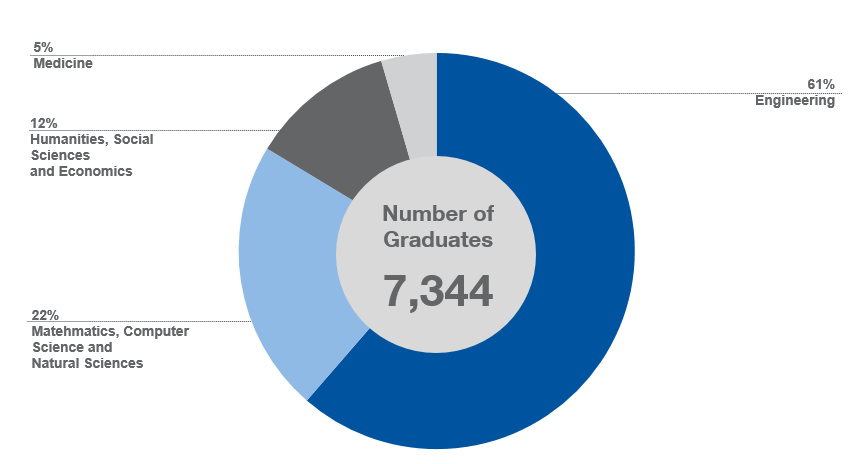 5%
Medicine
61%
Engineering
12%
Humanities, Social
Sciences
and Economics
Number of
Graduates
7,344
22%
Matehmatics, Computer
Science and
Natural Sciences